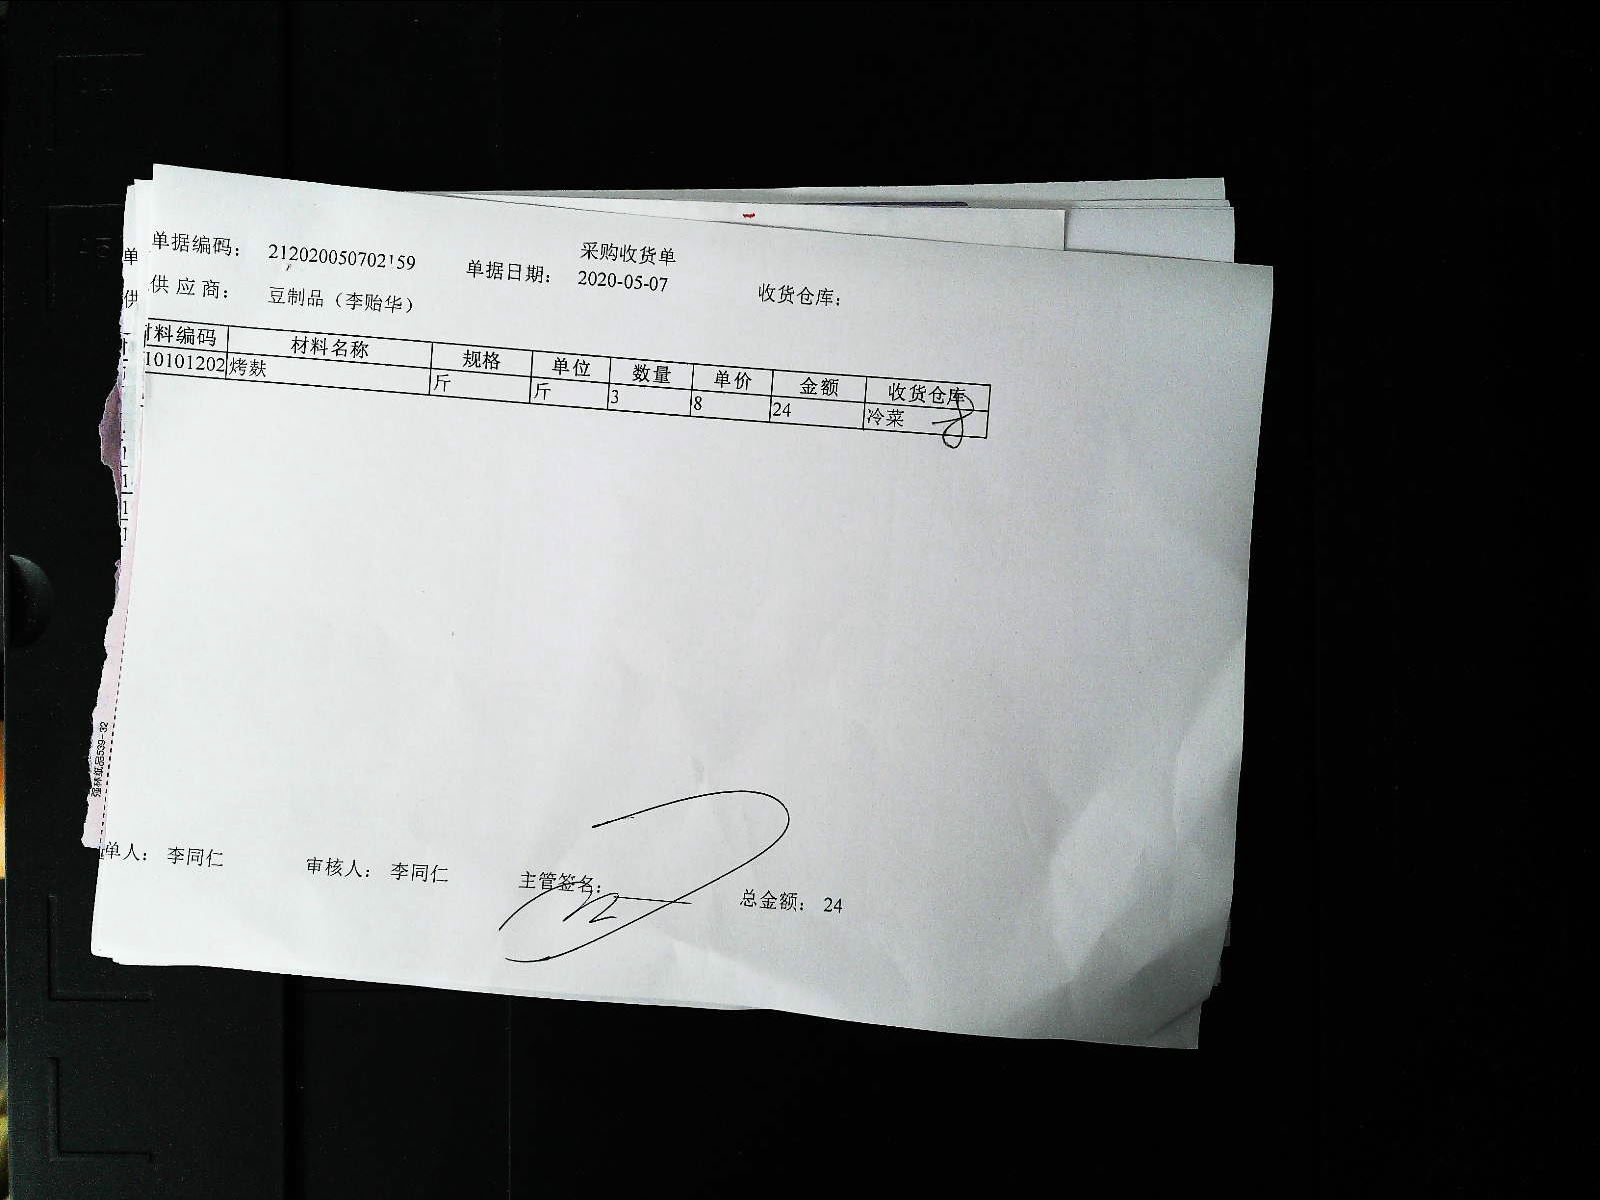 采购收货单
单据编码: 212020050702159 单据日期: 2020-05-07 收货仓库:
供应商: 豆制品（李贻华）
材料编码 材料名称 规格 单位 数量 单价 金额 收货仓库
10101202 烤麸 斤 斤 3 8 24 冷菜
单人: 李同仁 审核人: 李同仁 主管签名: 总金额: 24